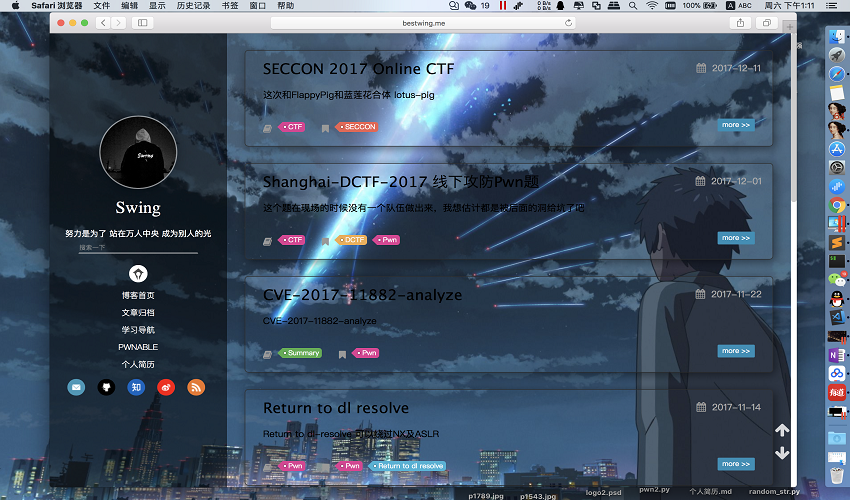 Safari 浏览器 文件 编辑 显示 历史记录 书签 窗口 帮助
19 0 B/s 0 B/s 100% ABC 周六 下午1:11
bestwing.me
Swing
努力是为了 站在万人中央 成为别人的光
搜索一下
博客首页
文章归档
学习导航
PWNABLE
个人简历
知
SECCON 2017 Online CTF 2017-12-11
这次和FlappyPig和蓝莲花合体 lotus-pig
CTF SECCON more >>
Shanghai-DCTF-2017 线下攻防Pwn题 2017-12-01
这个题在现场的时候没有一个队伍做出来，我想估计都是被后面的洞给坑了吧
CTF DCTF Pwn more >>
CVE-2017-11882-analyze 2017-11-22
CVE-2017-11882-analyze
Summary Pwn more >>
Return to dl resolve 2017-11-14
Return to dl-resolve 可以绕过NX及ASLR
Pwn Pwn Return to dl resolve more >>
p1789.jpg p1543.jpg logo2.psd pwn2.py 个人简历.md random_str.py
有道